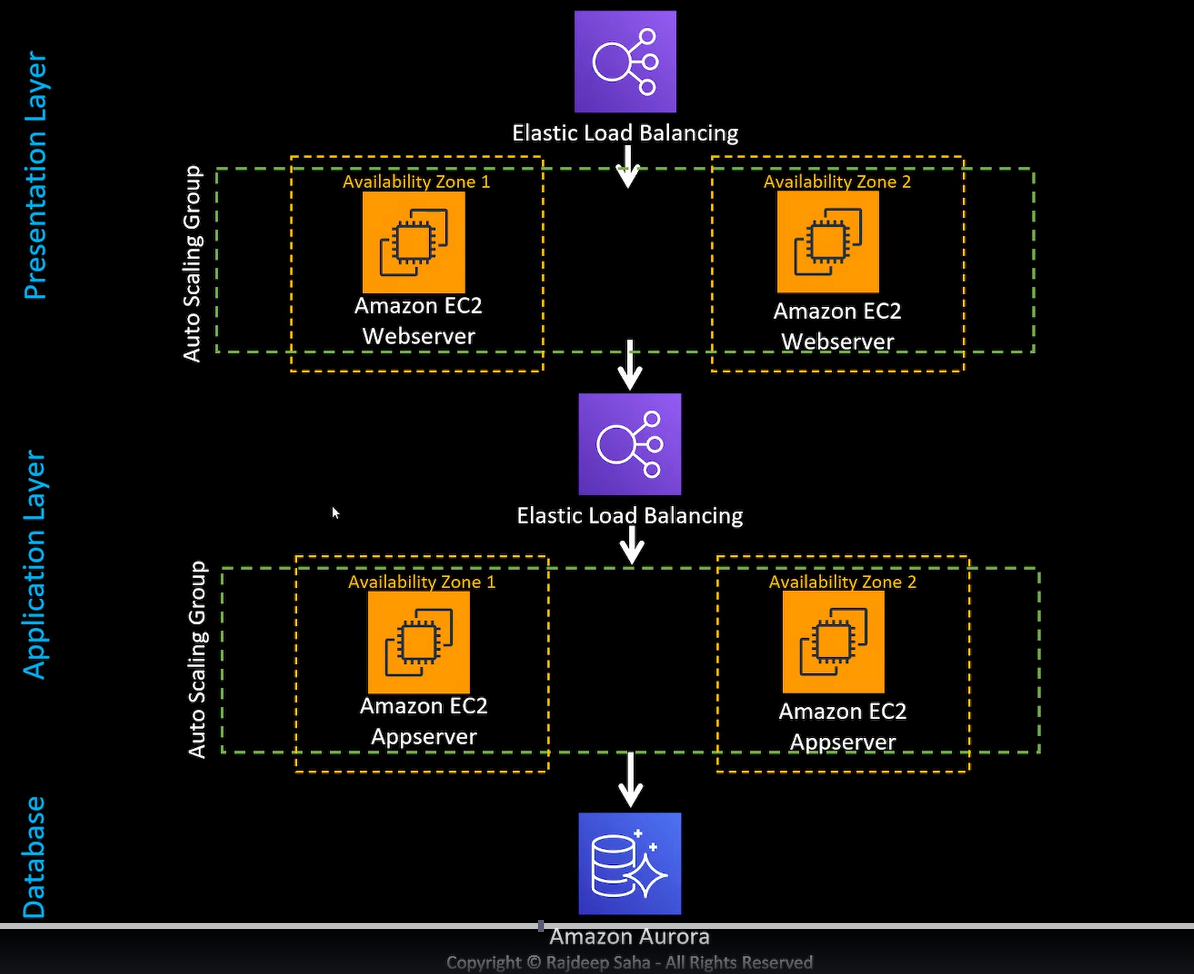 Presentation Layer
Elastic Load Balancing
Auto Scaling Group
Availability Zone 1
Availability Zone 2
Amazon EC2
Webserver
Amazon EC2
Webserver
Application Layer
Elastic Load Balancing
Auto Scaling Group
Availability Zone 1
Availability Zone 2
Amazon EC2
Appserver
Amazon EC2
Appserver
Database
Amazon Aurora
Copyright © Rajdeep Saha - All Rights Reserved